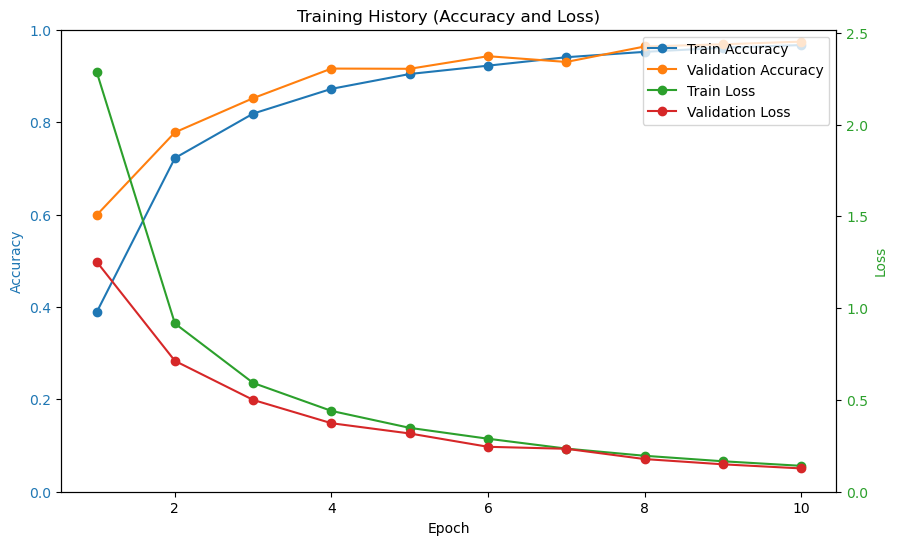 Training History (Accuracy and Loss)
1.0
0.8
0.6
0.4
0.2
0.0
Accuracy
Train Accuracy
Validation Accuracy
Train Loss
Validation Loss
2.5
2.0
1.5
1.0
0.5
0.0
Loss
2
4
6
8
10
Epoch